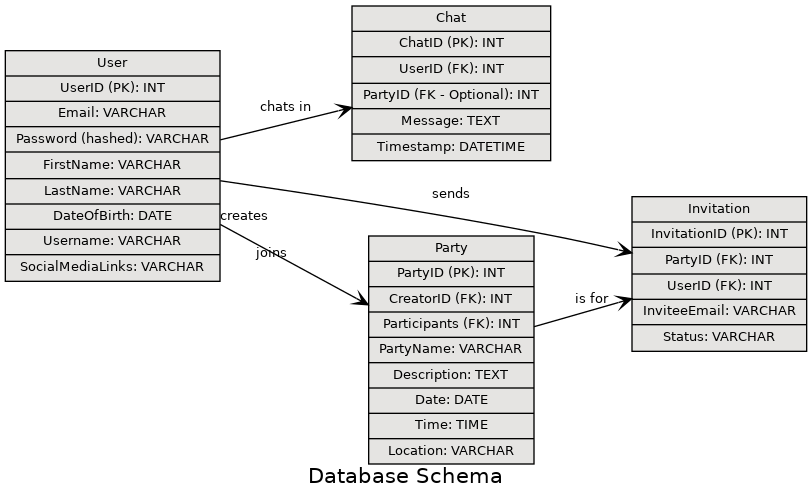 User
UserID (PK): INT
Email: VARCHAR
Password (hashed): VARCHAR
FirstName: VARCHAR
LastName: VARCHAR
DateOfBirth: DATE
Username: VARCHAR
SocialMediaLinks: VARCHAR
chats in
sends
creates
joins
Chat
ChatID (PK): INT
UserID (FK): INT
PartyID (FK - Optional): INT
Message: TEXT
Timestamp: DATETIME
Party
PartyID (PK): INT
CreatorID (FK): INT
Participants (FK): INT
PartyName: VARCHAR
Description: TEXT
Date: DATE
Time: TIME
Location: VARCHAR
is for
Invitation
InvitationID (PK): INT
PartyID (FK): INT
UserID (FK): INT
InviteeEmail: VARCHAR
Status: VARCHAR
Database Schema